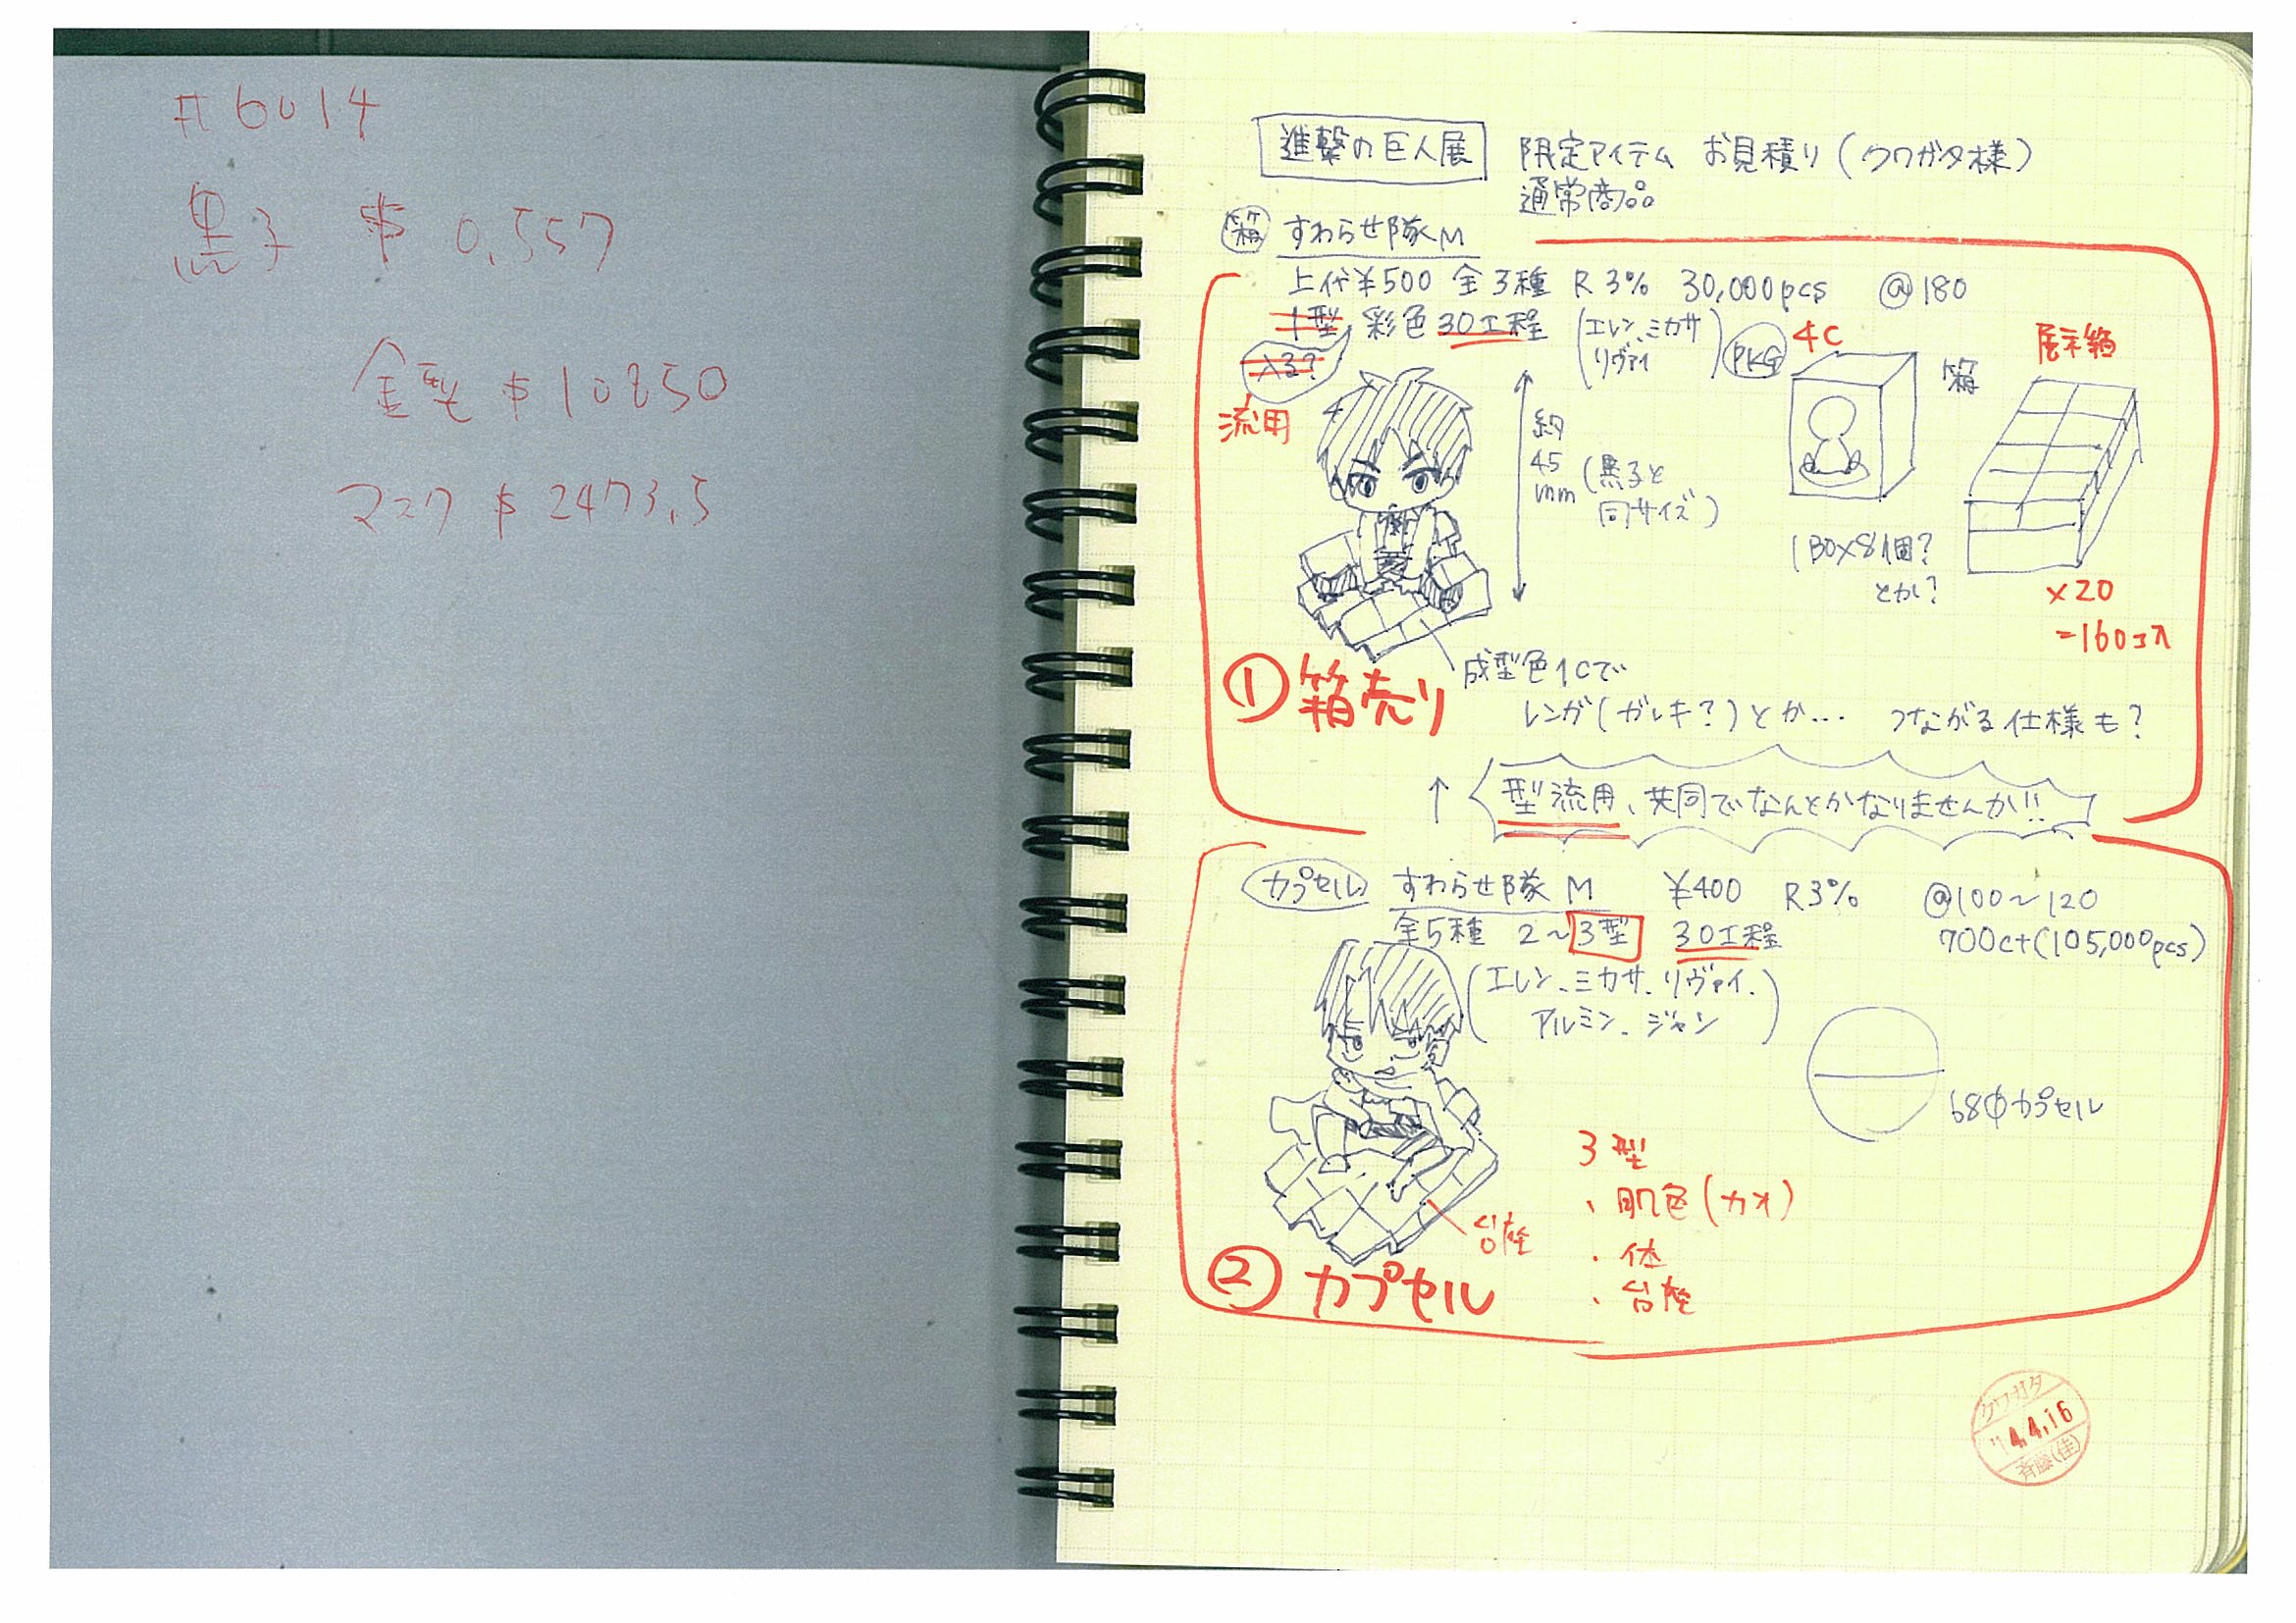 #6014
黒子 $ 0.557
金型 $ 10850
マスク $ 2473.5
進撃の巨人展 限定アイテム お見積り(クワガタ様)
通常商品
箱 すわらせ隊M
上代¥500 全3種 R3% 30,000pcs @180
1型 彩色30工程 (エレン、ミカサ
リヴァイ)
×3?
流用
PKG 4C
箱
展示箱
約
45
mm
(黒子と
同サイズ)
1BOX8個?
とか?
×20
=160コ入
① 箱売り
成型色1Cで
レンガ(ガレキ?)とか… つながる仕様も?
↑ 型流用、共同でなんとかなりませんか!!
カプセル すわらせ隊M ¥400 R3% @100〜120
全5種 2〜3型 30工程 700ct(105,000pcs)
(エレン、ミカサ、リヴァイ、
アルミン、ジャン)
68φカプセル
3型
・肌色(カオ)
・体
・台座
台座
② カプセル
クワガタ
'14.4.16
斉藤(佳)